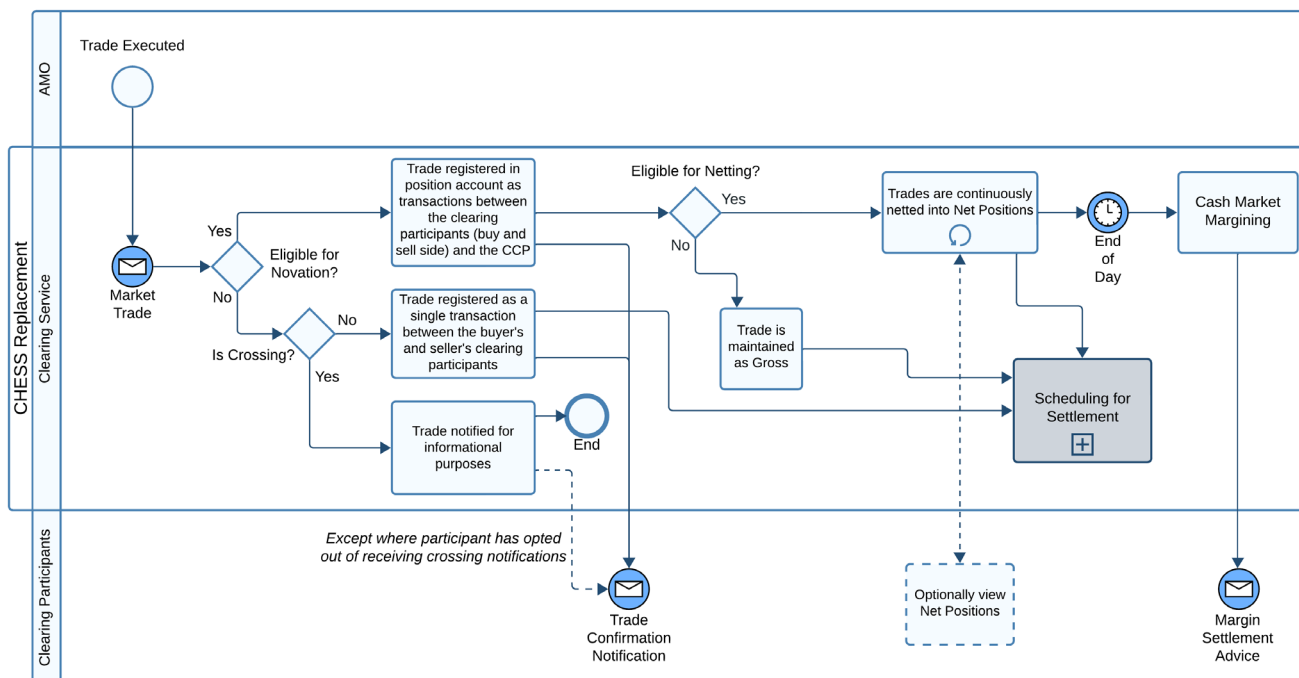 AMO
CHESS Replacement
Clearing Service
Clearing Participants
Trade Executed
Market
Trade
Eligible for
Novation?
Yes
No
Is Crossing?
No
Yes
Trade registered in
position account as
transactions between
the clearing
participants (buy and
sell side) and the CCP
Trade registered as a
single transaction
between the buyer's
and seller's clearing
participants
Trade notified for
informational
purposes
End
Eligible for Netting?
Yes
No
Trade is
maintained
as Gross
Trades are continuously
netted into Net Positions
End
of
Day
Cash Market
Margining
Scheduling for
Settlement
Except where participant has opted
out of receiving crossing notifications
Trade
Confirmation
Notification
Optionally view
Net Positions
Margin
Settlement
Advice